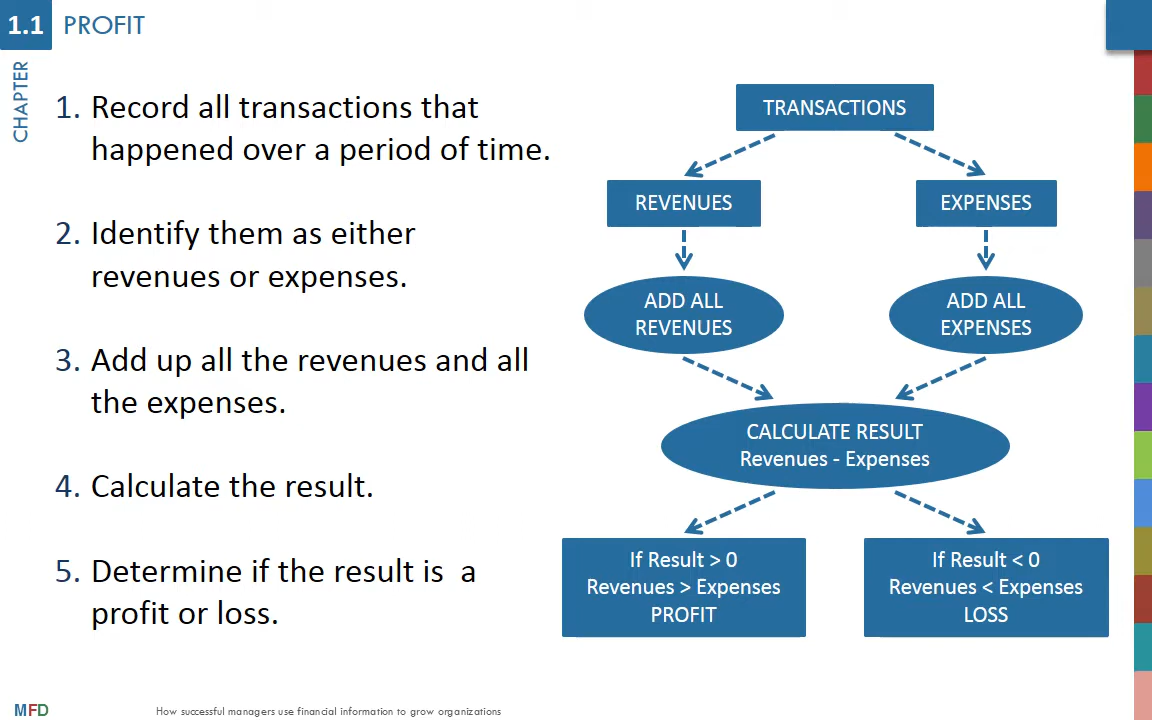 1.1 PROFIT
CHAPTER
1. Record all transactions that
happened over a period of time.
2. Identify them as either
revenues or expenses.
3. Add up all the revenues and all
the expenses.
4. Calculate the result.
5. Determine if the result is  a
profit or loss.
TRANSACTIONS
REVENUES
EXPENSES
ADD ALL
REVENUES
ADD ALL
EXPENSES
CALCULATE RESULT
Revenues - Expenses
If Result > 0
Revenues > Expenses
PROFIT
If Result < 0
Revenues < Expenses
LOSS
MFD
How successful managers use financial information to grow organizations